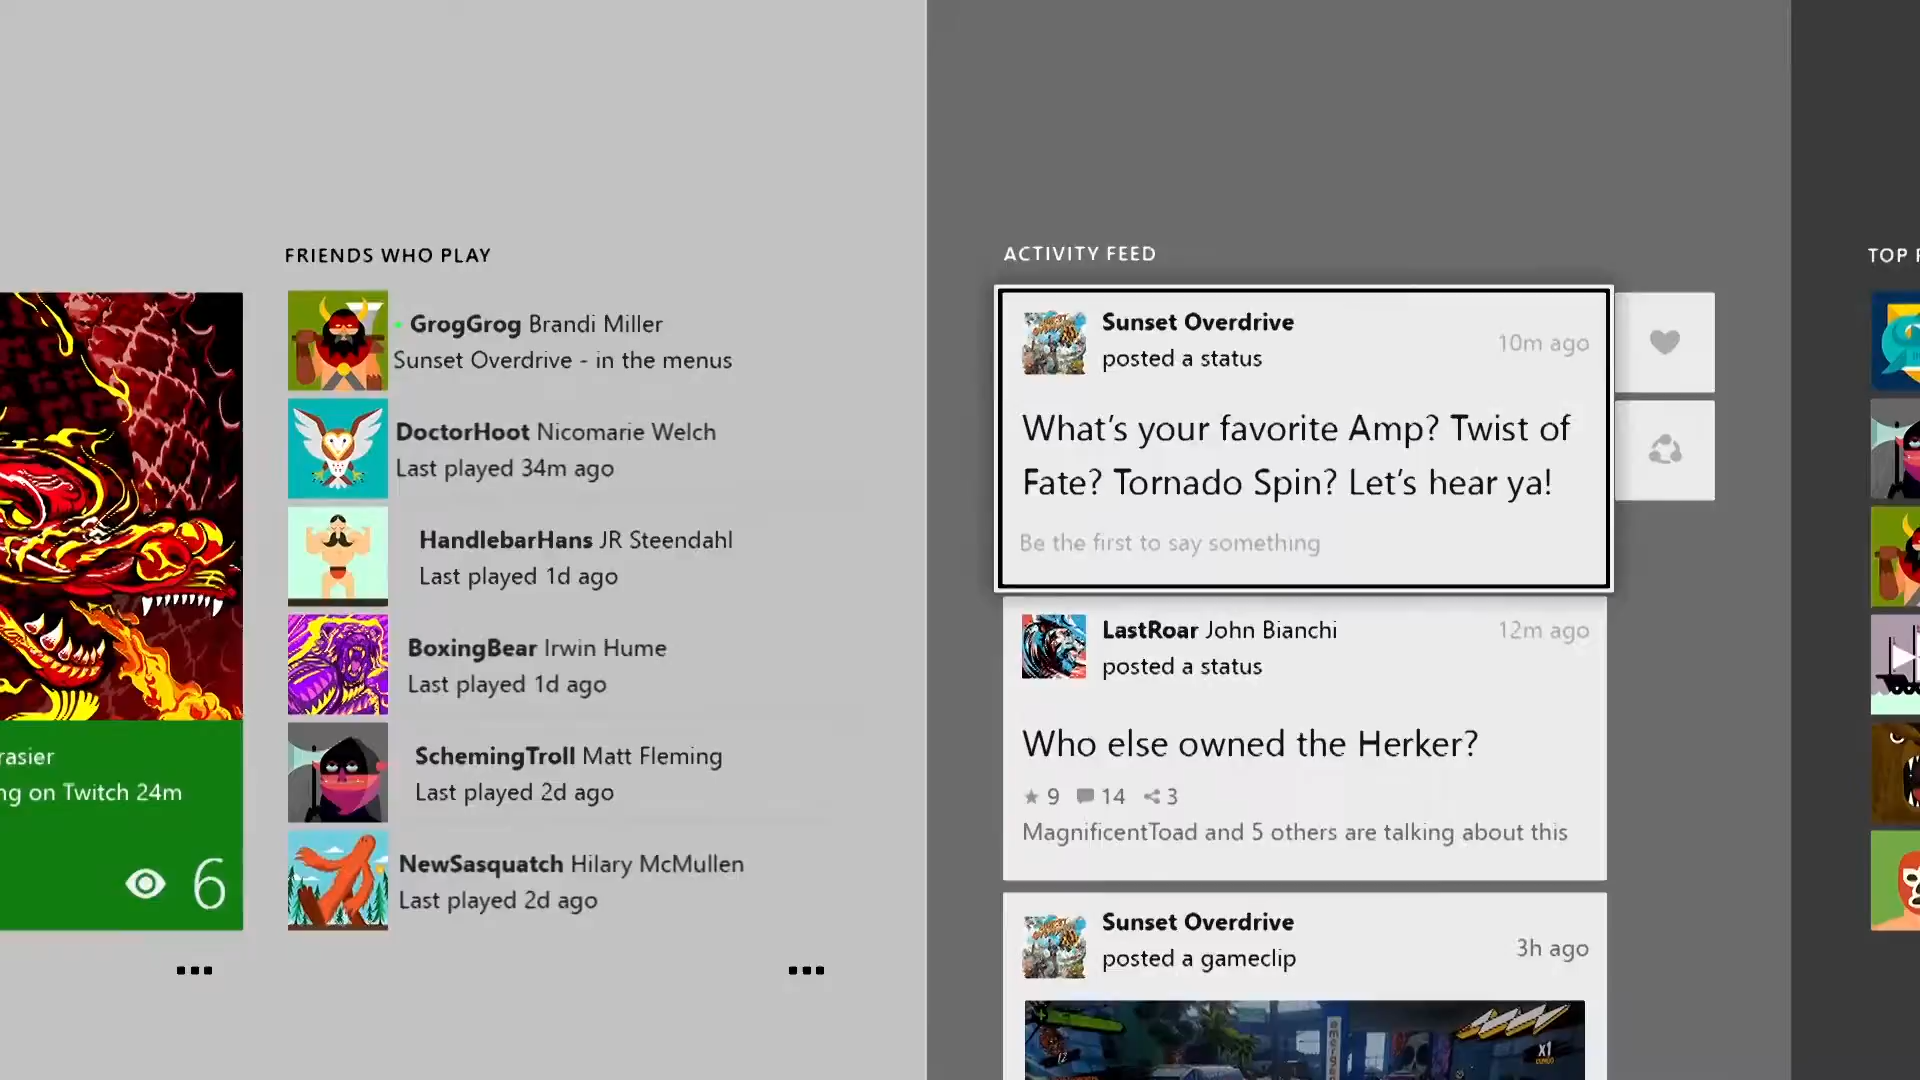 FRIENDS WHO PLAY
GrogGrog Brandi Miller
Sunset Overdrive - in the menus
DoctorHoot Nicomarie Welch
Last played 34m ago
HandlebarHans JR Steendahl
Last played 1d ago
BoxingBear Irwin Hume
Last played 1d ago
SchemingTroll Matt Fleming
Last played 2d ago
NewSasquatch Hilary McMullen
Last played 2d ago
rasier
ng on Twitch 24m
6
ACTIVITY FEED
Sunset Overdrive
posted a status
10m ago
What's your favorite Amp? Twist of
Fate? Tornado Spin? Let's hear ya!
Be the first to say something
LastRoar John Bianchi
posted a status
12m ago
Who else owned the Herker?
9 14 3
MagnificentToad and 5 others are talking about this
Sunset Overdrive
posted a gameclip
3h ago
x1
TOP